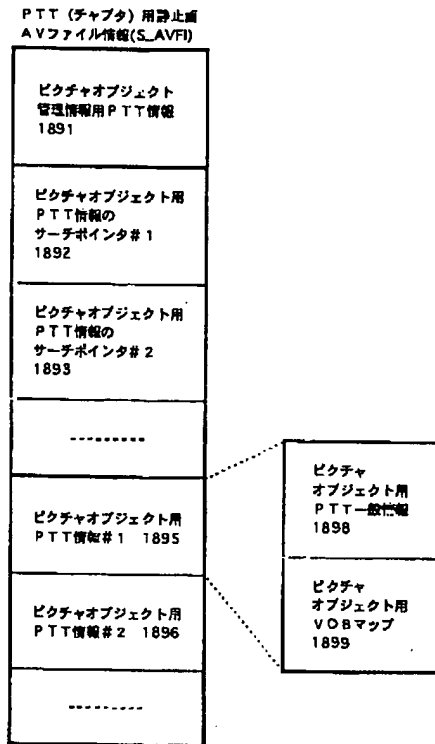 PTT（チャプタ）用静止画
AVファイル情報(S_AVFI)
ピクチャオブジェクト
管理情報用PTT情報
1891
ピクチャオブジェクト用
PTT情報の
サーチポインタ#1
1892
ピクチャオブジェクト用
PTT情報の
サーチポインタ#2
1893
ピクチャオブジェクト用
PTT情報#1 1895
ピクチャオブジェクト用
PTT情報#2 1896
ピクチャ
オブジェクト用
PTT一般情報
1898
ピクチャ
オブジェクト用
VOBマップ
1899